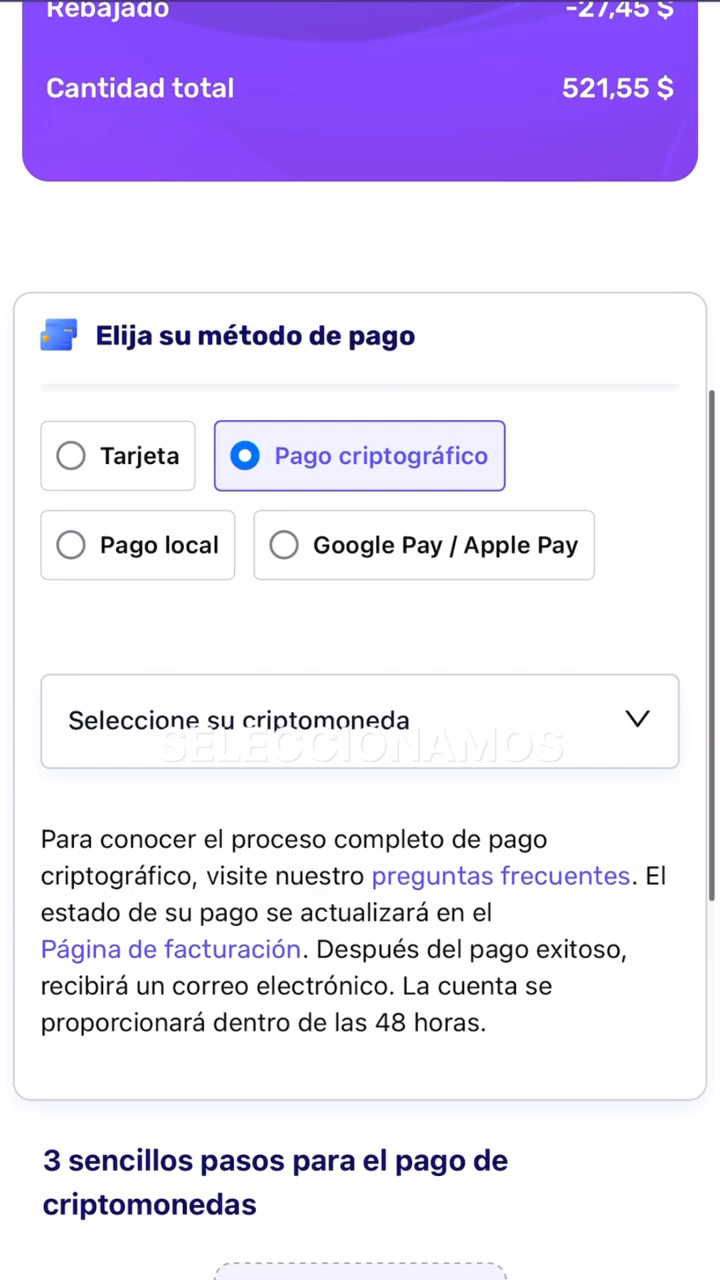 Rebajado -27,45 $
Cantidad total 521,55 $
Elija su método de pago
Tarjeta Pago criptográfico
Pago local Google Pay / Apple Pay
Seleccione su criptomoneda
SELECCIONAMOS
Para conocer el proceso completo de pago
criptográfico, visite nuestro preguntas frecuentes. El
estado de su pago se actualizará en el
Página de facturación. Después del pago exitoso,
recibirá un correo electrónico. La cuenta se
proporcionará dentro de las 48 horas.
3 sencillos pasos para el pago de
criptomonedas